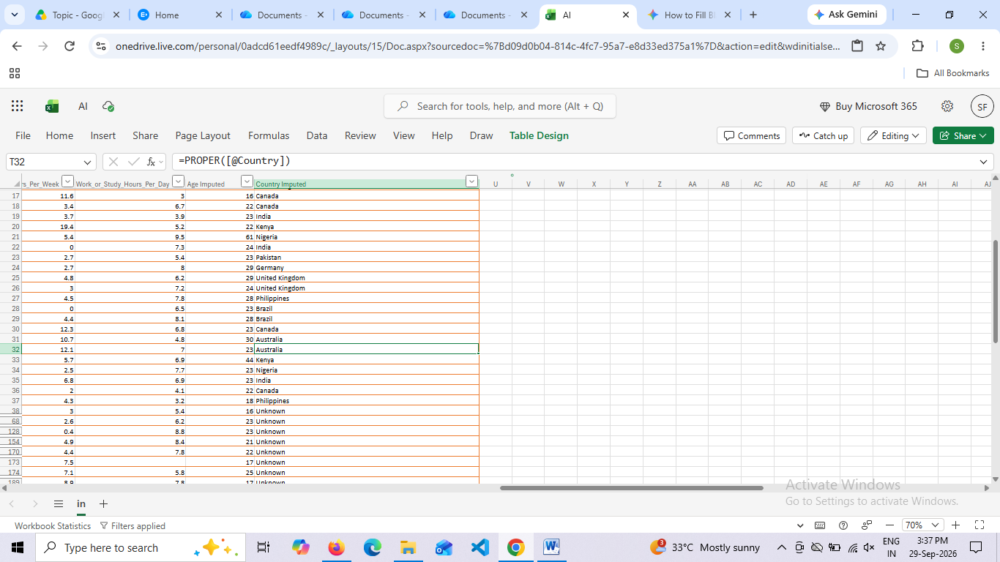 Topic - Goog
Home
Documents -
Documents -
Documents -
AI
How to Fill Bl
Ask Gemini
onedrive.live.com/personal/0adcd61eedf4989c/_layouts/15/Doc.aspx?sourcedoc=%7Bd09d0b04-814c-4fc7-95a7-e8d33ed375a1%7D&action=edit&wdinitialse...
S
All Bookmarks
AI
Search for tools, help, and more (Alt + Q)
Buy Microsoft 365
SF
File Home Insert Share Page Layout Formulas Data Review View Help Draw Table Design
Comments Catch up Editing Share
T32 fx =PROPER([@Country])
rs_Per_Week Work_or_Study_Hours_Per_Day Age Imputed Country Imputed U V W X Y Z AA AB AC AD AE AF AG AH AI AJ
17 11.6 3 16 Canada
18 3.4 6.7 22 Canada
19 3.7 3.9 23 India
20 19.4 5.2 22 Kenya
21 5.4 9.5 61 Nigeria
22 0 7.3 24 India
23 2.7 5.4 23 Pakistan
24 2.7 8 29 Germany
25 4.8 6.2 29 United Kingdom
26 3 7.2 24 United Kingdom
27 4.5 7.8 28 Philippines
28 0 6.5 23 Brazil
29 4.4 8.1 28 Brazil
30 12.3 6.8 23 Canada
31 10.7 4.8 30 Australia
32 12.1 7 23 Australia
33 5.7 6.9 44 Kenya
34 2.5 7.7 23 Nigeria
35 6.8 6.9 23 India
36 2 4.1 22 Canada
37 4.3 3.2 18 Philippines
38 3 5.4 16 Unknown
68 2.6 6.2 23 Unknown
128 0.4 8.8 23 Unknown
154 4.9 8.4 21 Unknown
170 4.4 7.8 22 Unknown
173 7.5 17 Unknown
174 7.1 5.8 25 Unknown
189 8.9 7.8 17 Unknown
Activate Windows
Go to Settings to activate Windows.
in
Workbook Statistics Filters applied 70%
Type here to search
3
33°C Mostly sunny
ENG
IN
3:37 PM
29-Sep-2026